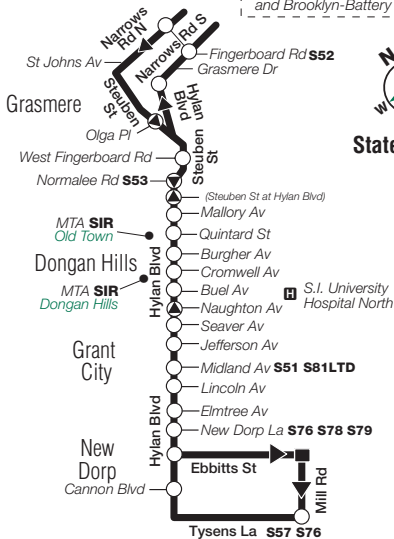 and Brooklyn-Battery
Narrows
Rd N
Narrows Rd S
Fingerboard Rd S52
Grasmere Dr
St Johns Av
Steuben
St
Hylan
Blvd
N
W
State
Grasmere
Olga Pl
West Fingerboard Rd
Steuben
St
Normalee Rd S53
(Steuben St at Hylan Blvd)
Mallory Av
MTA SIR
Old Town
Quintard St
Burgher Av
Dongan Hills
Cromwell Av
MTA SIR
Dongan Hills
Hylan Blvd
Buel Av
H
S.I. University
Hospital North
Naughton Av
Seaver Av
Jefferson Av
Grant
City
Midland Av S51 S81LTD
Lincoln Av
Elmtree Av
Hylan Blvd
New Dorp La S76 S78 S79
New
Dorp
Ebbitts St
Mill Rd
Cannon Blvd
Tysens La S57 S76